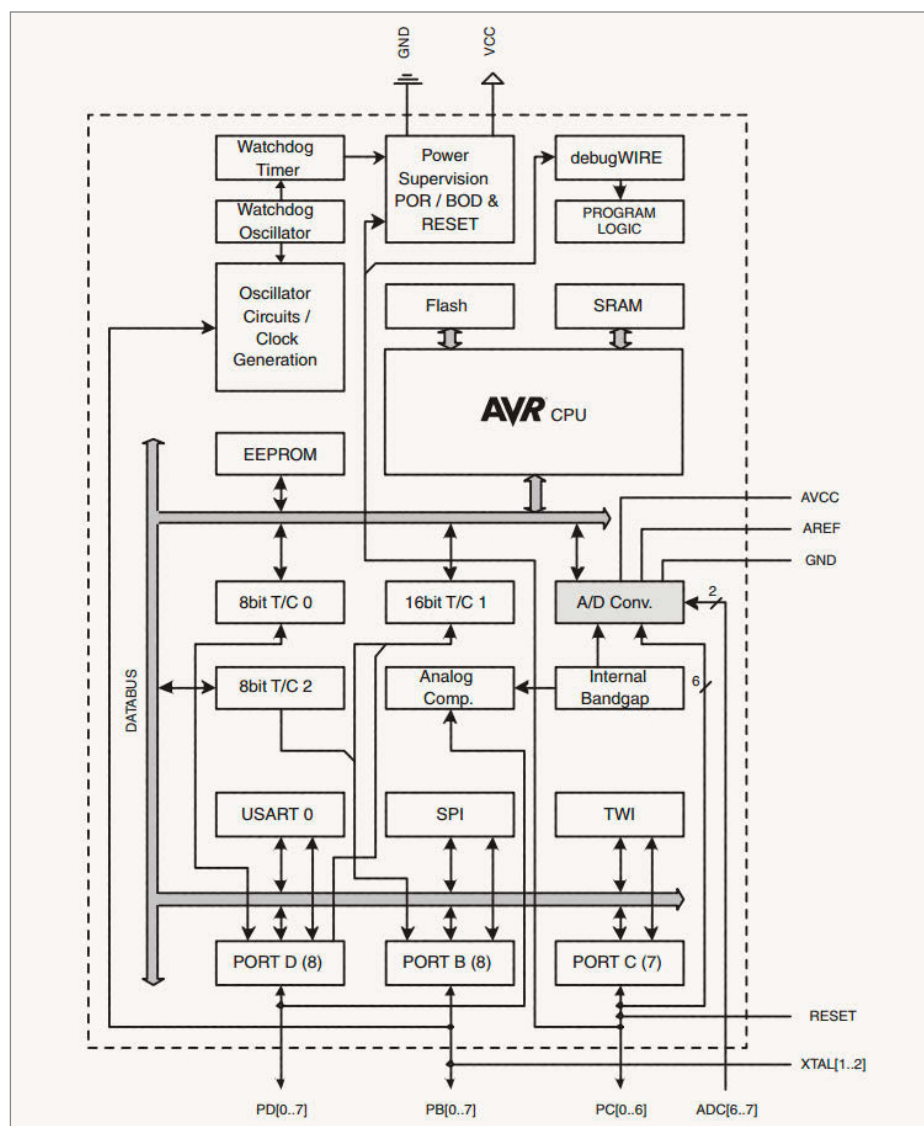 GND
VCC
Watchdog
Timer
Power
Supervision
POR / BOD &
RESET
debugWIRE
Watchdog
Oscillator
PROGRAM
LOGIC
Oscillator
Circuits /
Clock
Generation
Flash
SRAM
AVR CPU
EEPROM
AVCC
AREF
GND
8bit T/C 0
16bit T/C 1
A/D Conv.
2
8bit T/C 2
Analog
Comp.
Internal
Bandgap
6
DATABUS
USART 0
SPI
TWI
PORT D (8)
PORT B (8)
PORT C (7)
RESET
XTAL[1..2]
PD[0..7]
PB[0..7]
PC[0..6]
ADC[6..7]